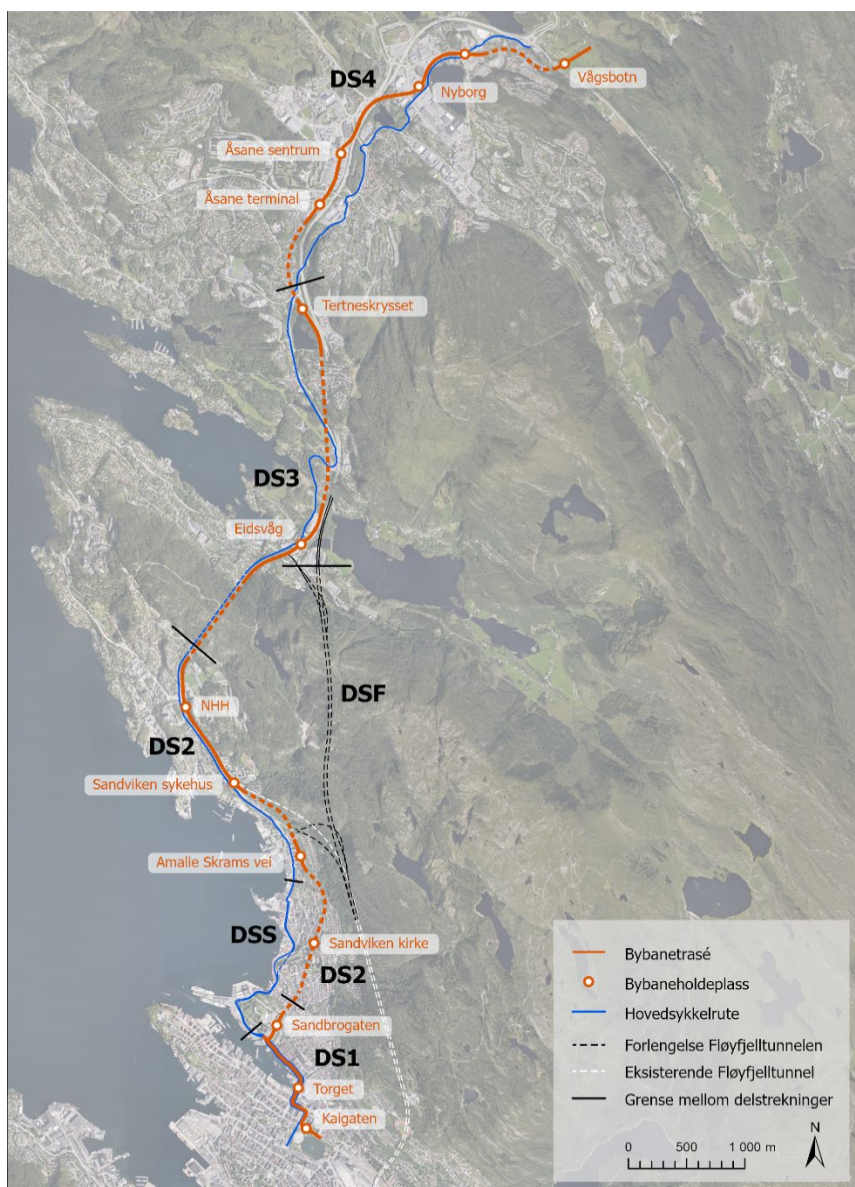 DS4
Vågsbotn
Nyborg
Åsane sentrum
Åsane terminal
Tertneskrysset
DS3
Eidsvåg
DSF
NHH
DS2
Sandviken sykehus
Amalie Skrams vei
DSS
Sandviken kirke
DS2
Sandbrogaten
DS1
Torget
Kaigaten
Bybanetrasé
Bybaneholdeplass
Hovedsykkelrute
Forlengelse Fløyfjelltunnelen
Eksisterende Fløyfjelltunnel
Grense mellom delstrekninger
N
0 500 1 000 m